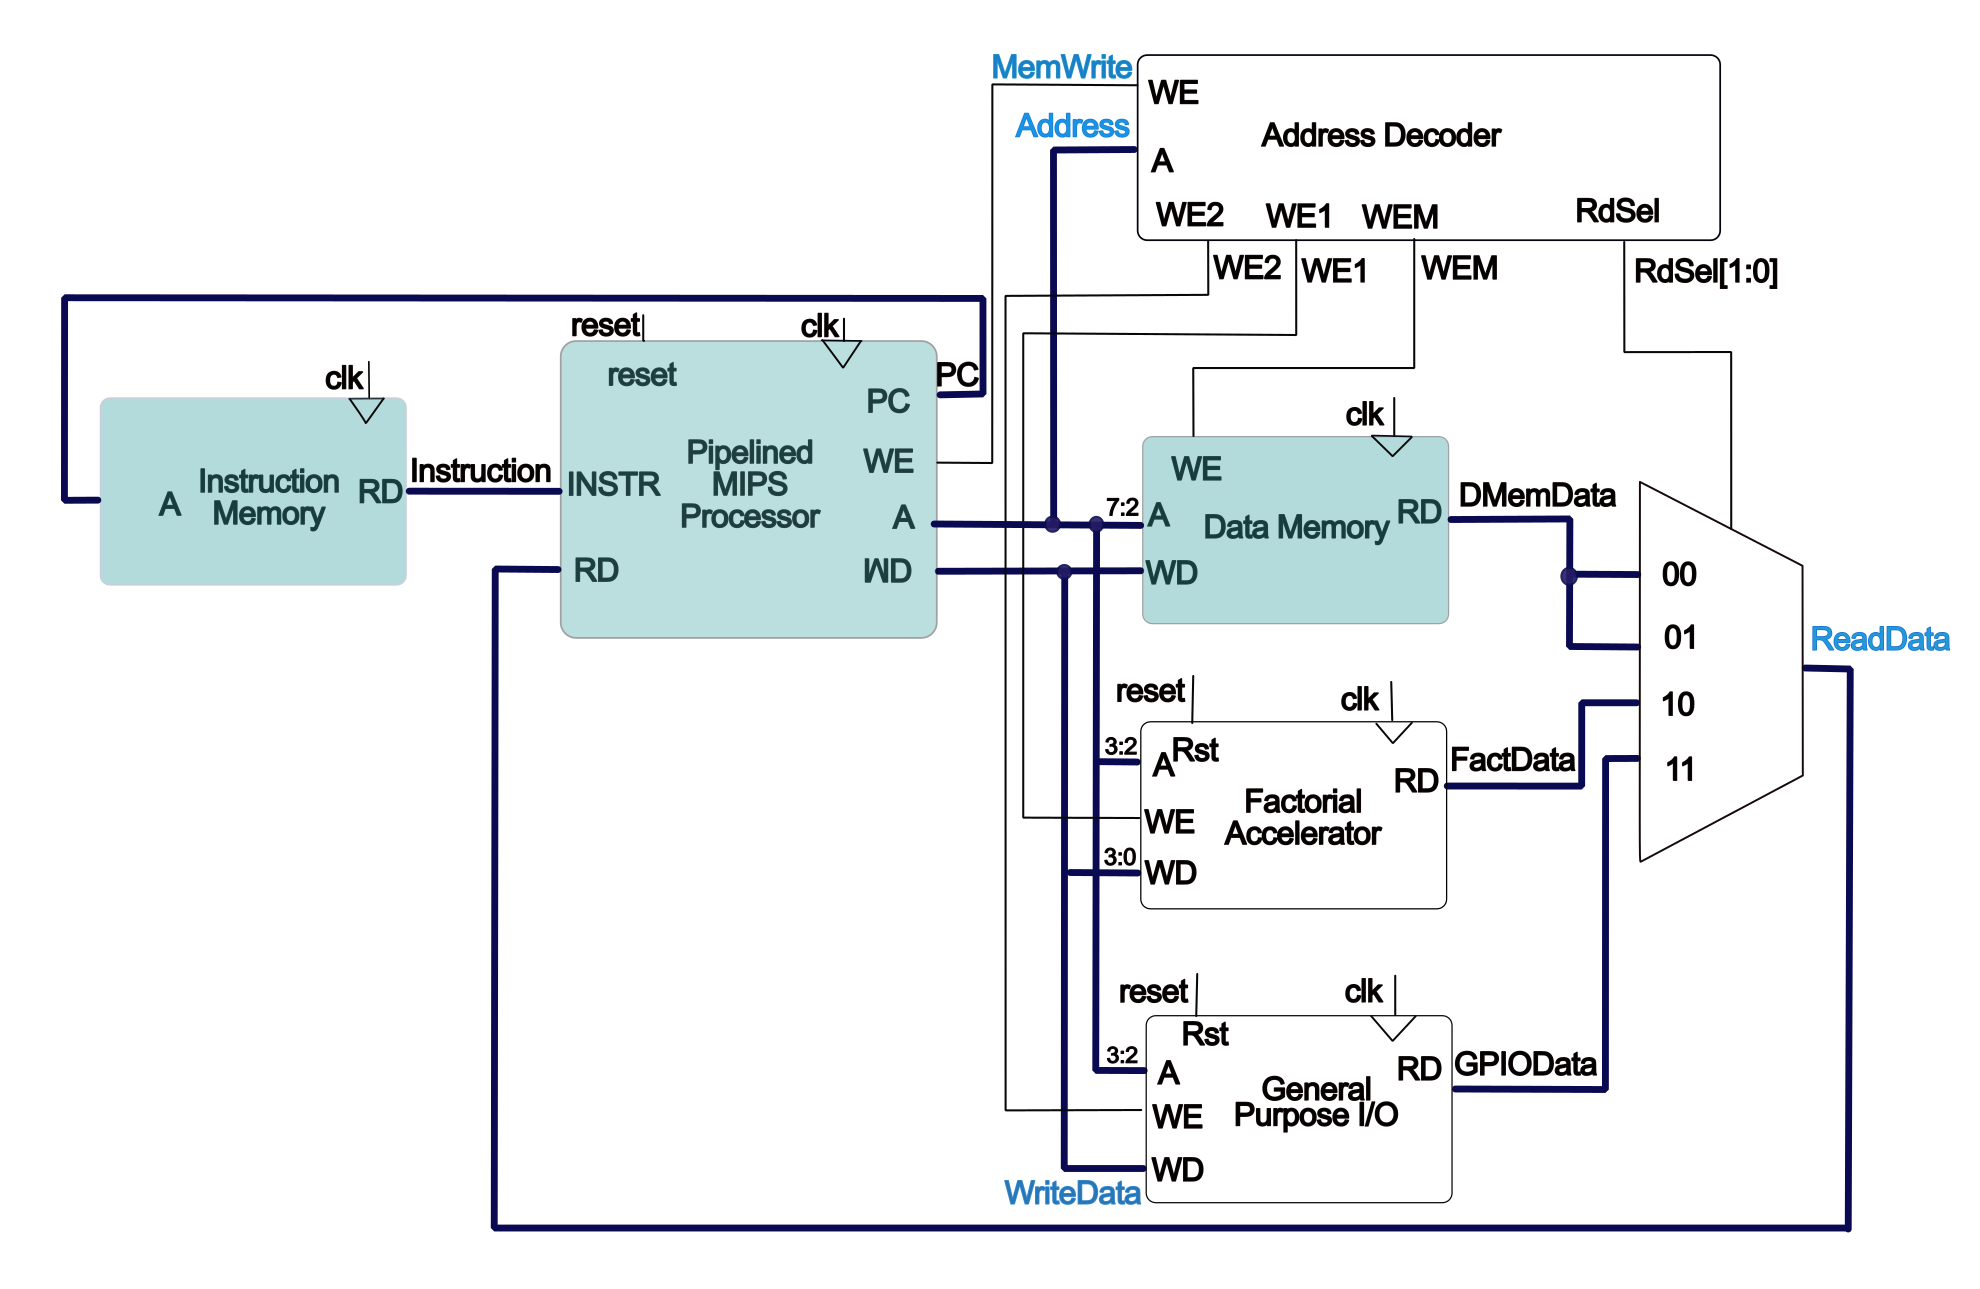 MemWrite
WE
Address
Address Decoder
A
WE2 WE1 WEM RdSel
WE2 WE1 WEM RdSel[1:0]
reset clk
reset
PC
PC
clk
A
Instruction
Memory
RD
Instruction
INSTR
Pipelined
MIPS
Processor
WE
A
WD
RD
clk
WE
7:2
A
Data Memory
RD
WD
DMemData
00
01
10
11
ReadData
reset clk
3:2
A
Rst
RD
FactData
Factorial
Accelerator
WE
3:0
WD
reset clk
Rst
3:2
A
RD
GPIOData
General
Purpose I/O
WE
WD
WriteData